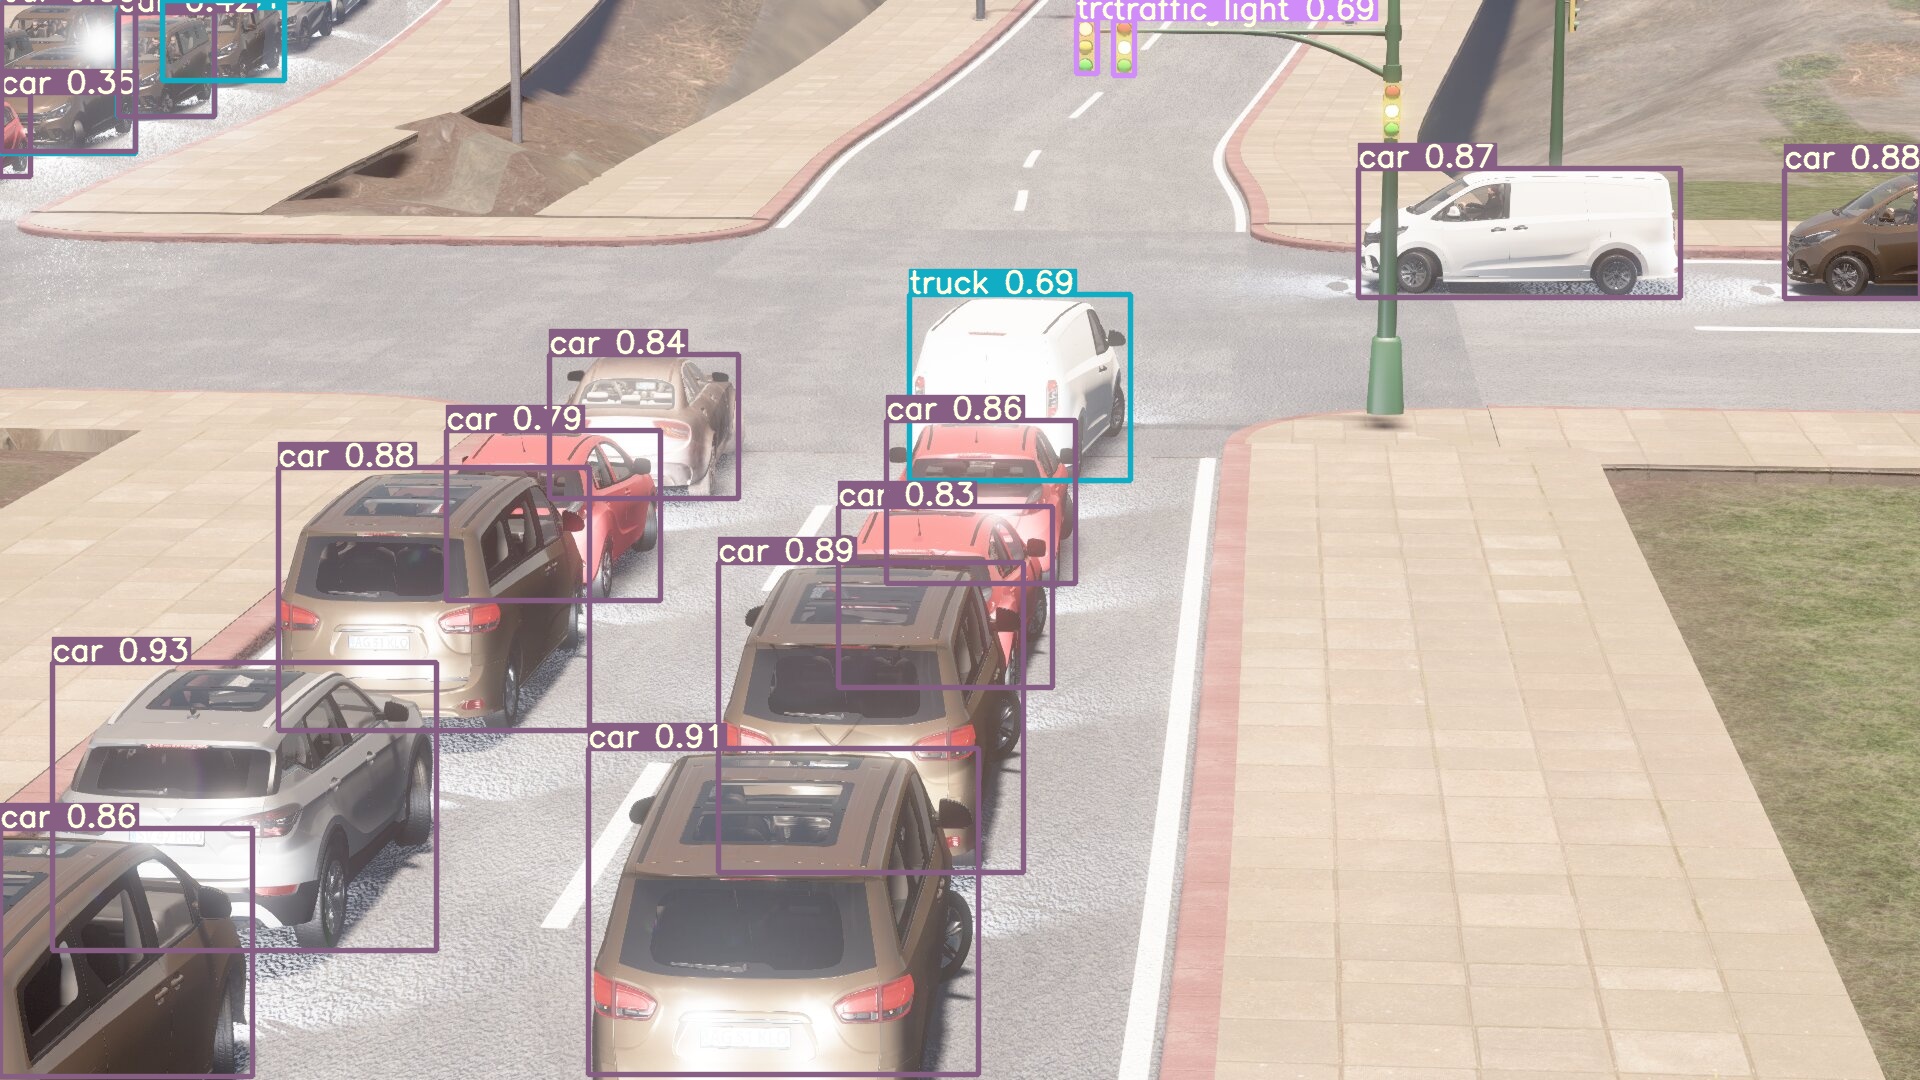 traffic_light 0.69
car 0.35
car 0.87
car 0.88
truck 0.69
car 0.84
car 0.86
car 0.79
car 0.88
car 0.83
car 0.89
car 0.93
car 0.91
car 0.86